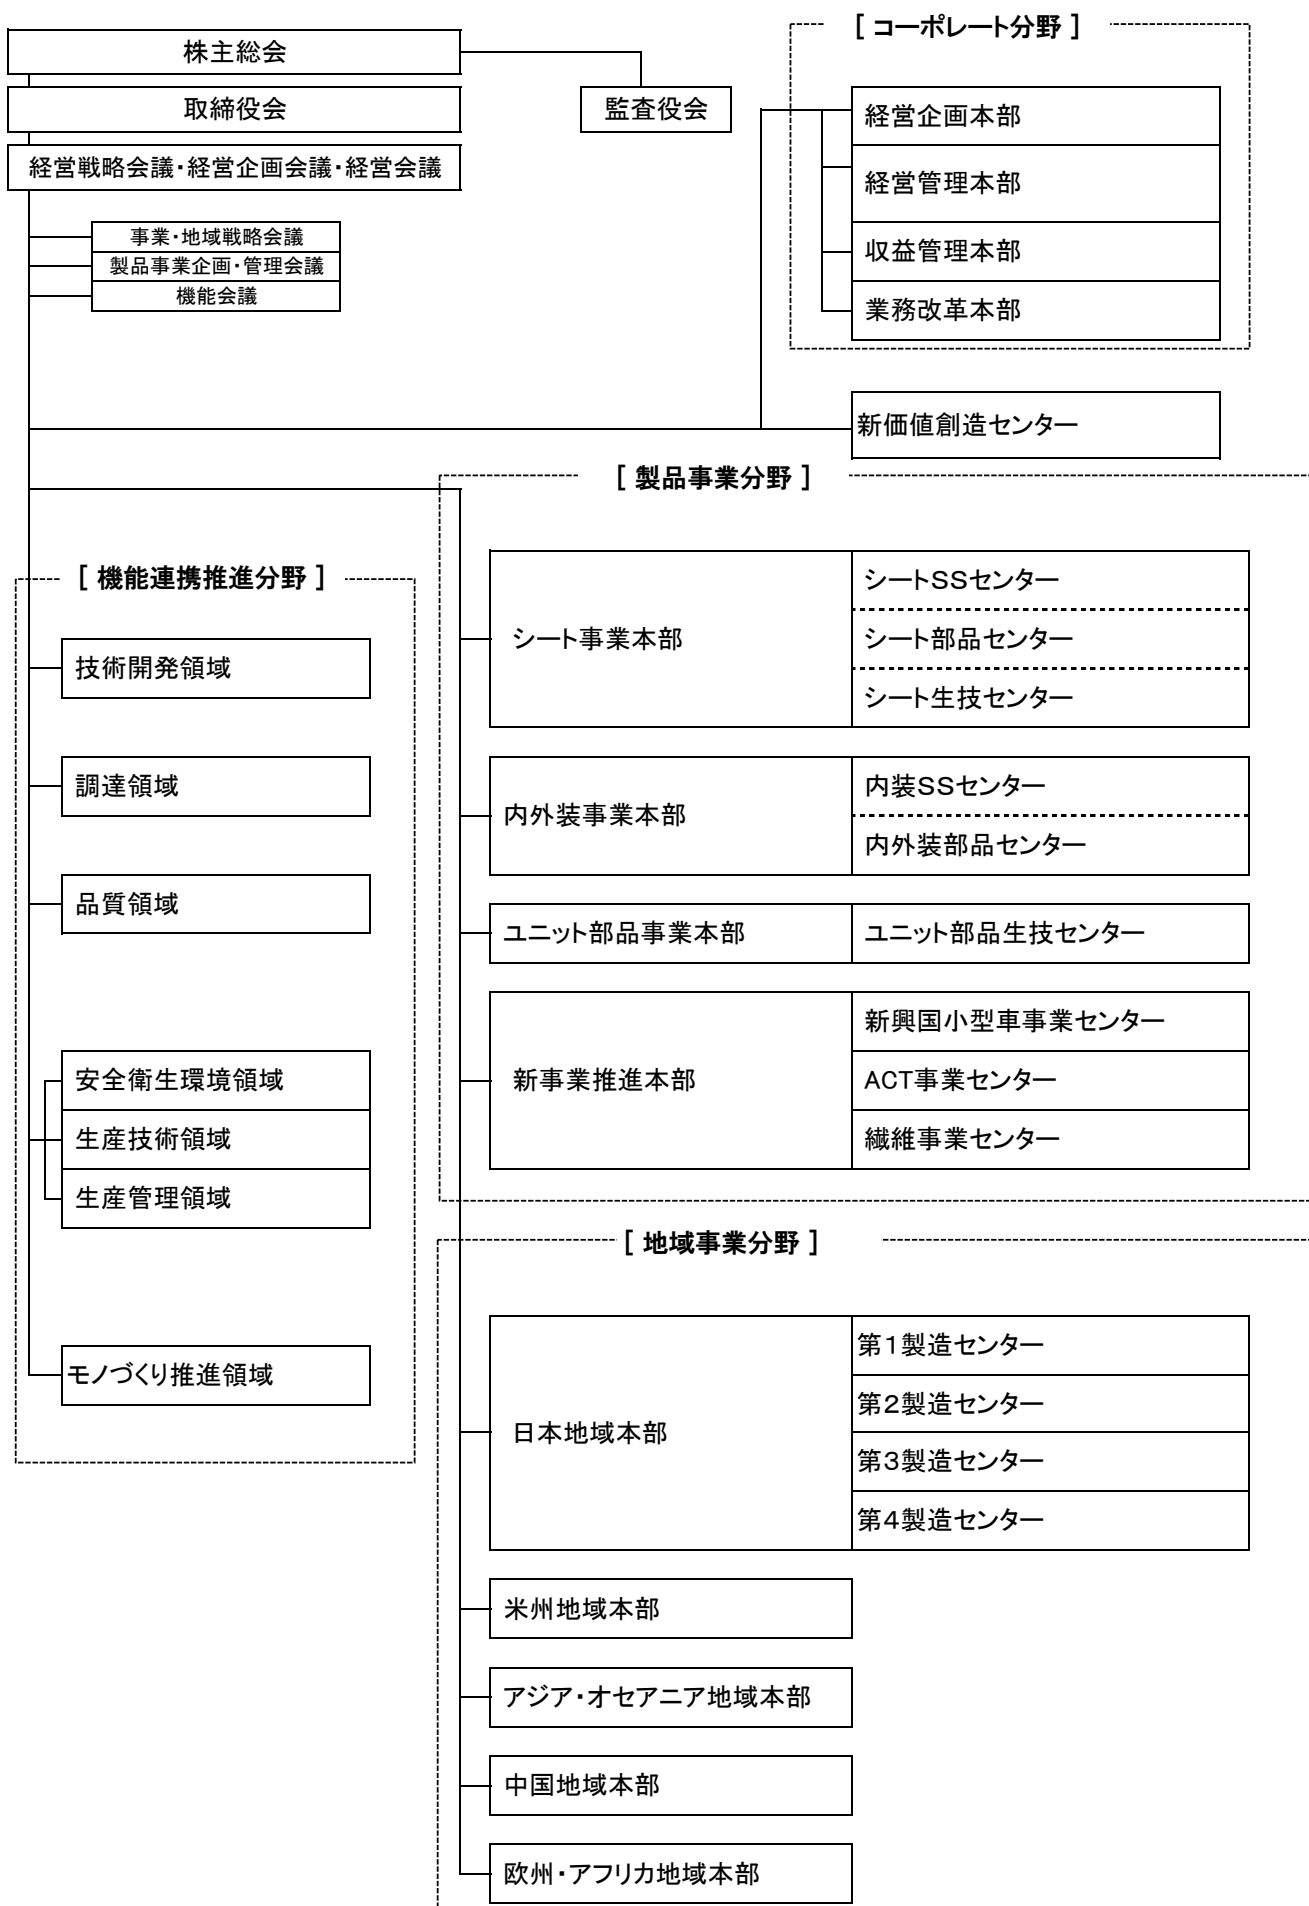 株主総会
取締役会
監査役会
経営戦略会議・経営企画会議・経営会議
事業・地域戦略会議
製品事業企画・管理会議
機能会議
[ コーポレート分野 ]
経営企画本部
経営管理本部
収益管理本部
業務改革本部
新価値創造センター
[ 機能連携推進分野 ]
技術開発領域
調達領域
品質領域
安全衛生環境領域
生産技術領域
生産管理領域
モノづくり推進領域
[ 製品事業分野 ]
シート事業本部
シートSSセンター
シート部品センター
シート生技センター
内外装事業本部
内装SSセンター
内外装部品センター
ユニット部品事業本部
ユニット部品生技センター
新事業推進本部
新興国小型車事業センター
ACT事業センター
繊維事業センター
[ 地域事業分野 ]
日本地域本部
第1製造センター
第2製造センター
第3製造センター
第4製造センター
米州地域本部
アジア・オセアニア地域本部
中国地域本部
欧州・アフリカ地域本部